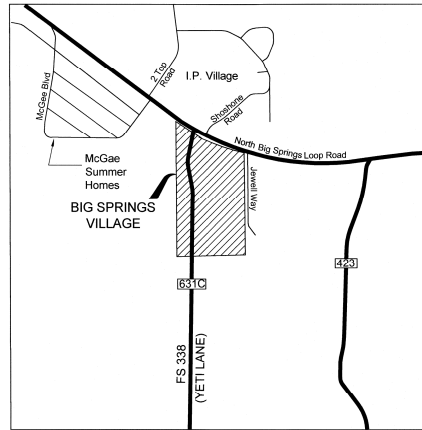 2 Top
Road
I.P. Village
McGee Blvd
Shoshone
Road
North Big Springs Loop Road
McGae
Summer
Homes
Jewell Way
BIG SPRINGS
VILLAGE
423
631C
FS 338
(YETI LANE)